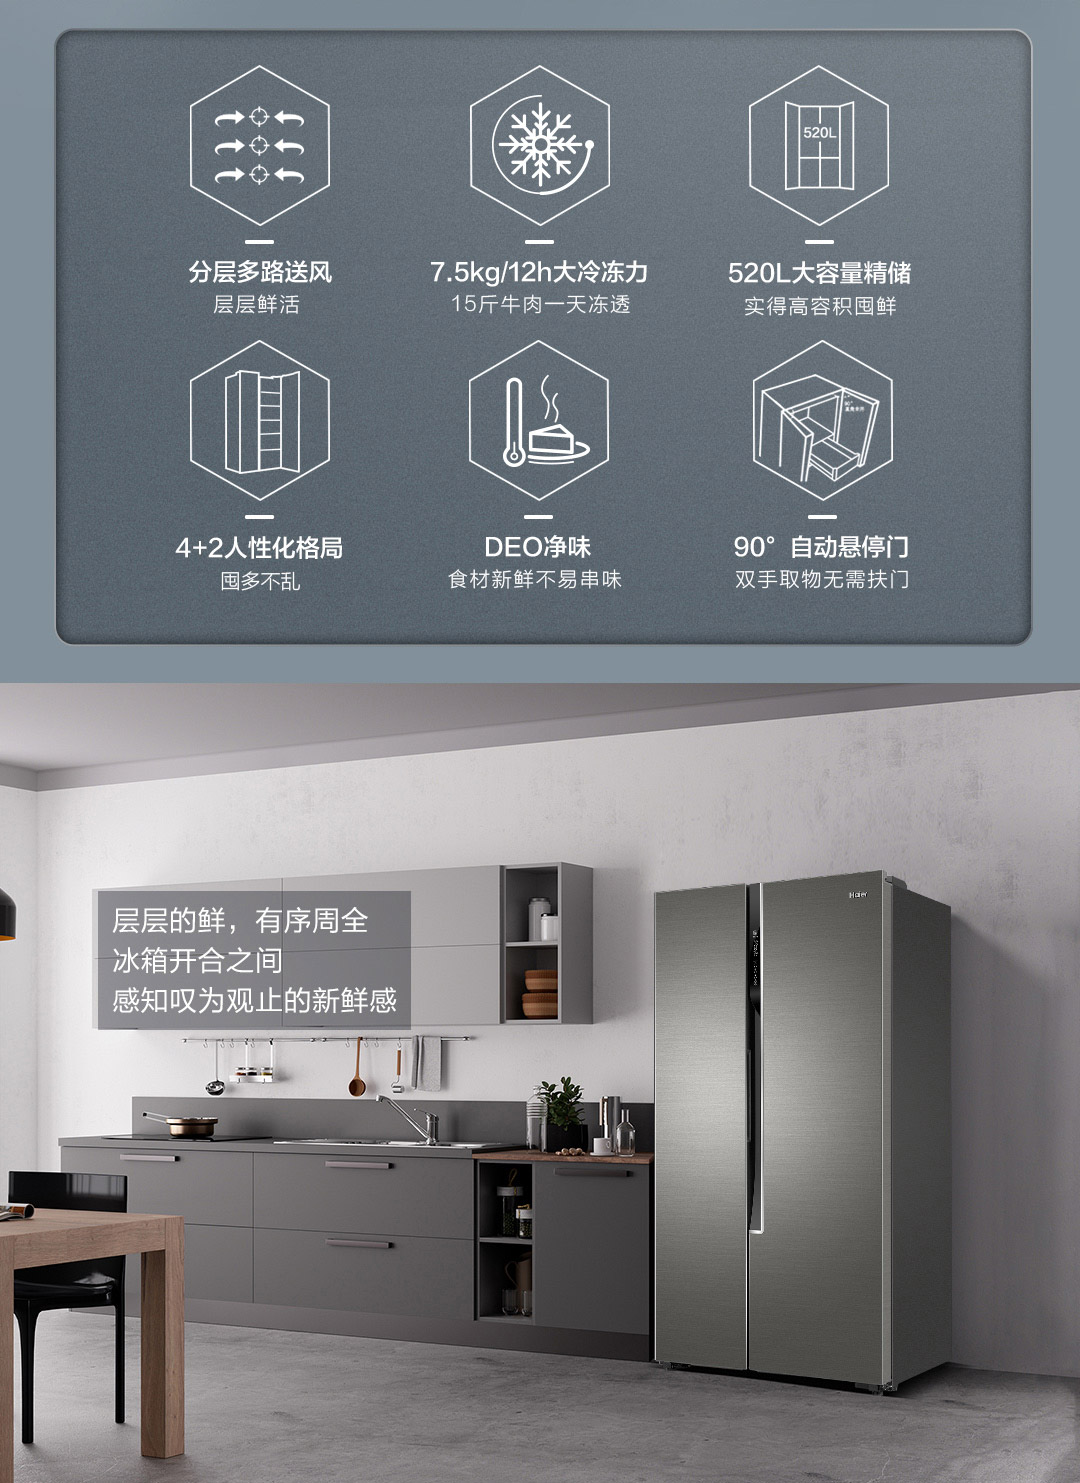 520L
分层多路送风
层层鲜活
7.5kg/12h大冷冻力
15斤牛肉一天冻透
520L大容量精储
实得高容积囤鲜
90°
4+2人性化格局
囤多不乱
DEO净味
食材新鲜不易串味
90°自动悬停门
双手取物无需扶门
Haier
层层的鲜，有序周全
冰箱开合之间
感知叹为观止的新鲜感